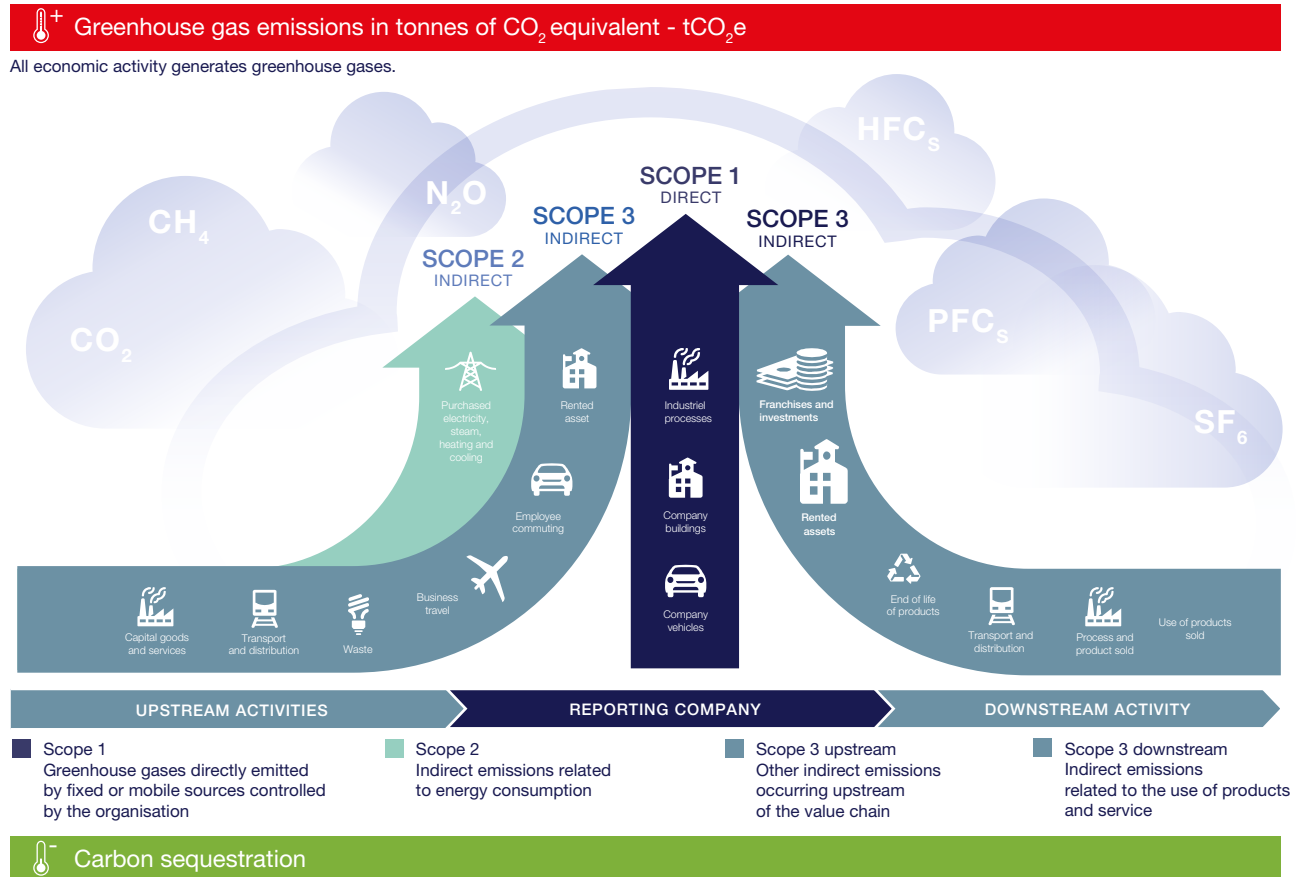 Greenhouse gas emissions in tonnes of CO2 equivalent - tCO2e
All economic activity generates greenhouse gases.
CH4
CO2
N2O
HFCS
PFCS
SF6
SCOPE 2
INDIRECT
SCOPE 3
INDIRECT
SCOPE 1
DIRECT
SCOPE 3
INDIRECT
Purchased
electricity,
steam,
heating and
cooling
Rented
asset
Employee
commuting
Business
travel
Capital goods
and services
Transport
and distribution
Waste
Industriel
processes
Company
buildings
Company
vehicles
Franchises and
investments
Rented
assets
End of life
of products
Transport and
distribution
Process and
product sold
Use of products
sold
UPSTREAM ACTIVITIES
REPORTING COMPANY
DOWNSTREAM ACTIVITY
Scope 1
Greenhouse gases directly emitted
by fixed or mobile sources controlled
by the organisation
Scope 2
Indirect emissions related
to energy consumption
Scope 3 upstream
Other indirect emissions
occurring upstream
of the value chain
Scope 3 downstream
Indirect emissions
related to the use of products
and service
Carbon sequestration